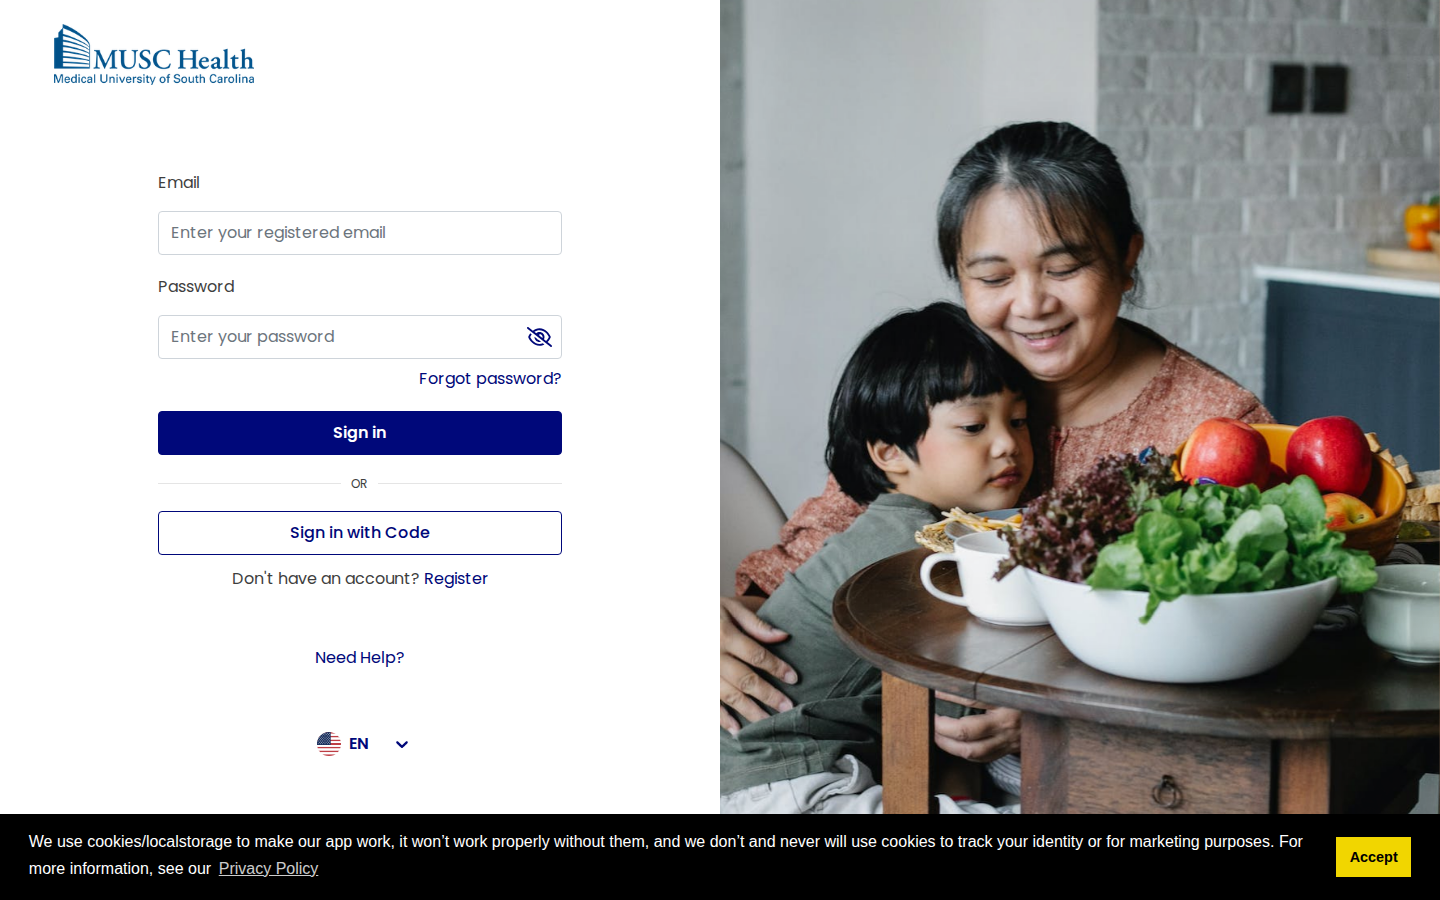 MUSC Health
Medical University of South Carolina
Email
Enter your registered email
Password
Enter your password
Forgot password?
Sign in
OR
Sign in with Code
Don't have an account? Register
Need Help?
EN
We use cookies/localstorage to make our app work, it won’t work properly without them, and we don’t and never will use cookies to track your identity or for marketing purposes. For
more information, see our Privacy Policy
Accept